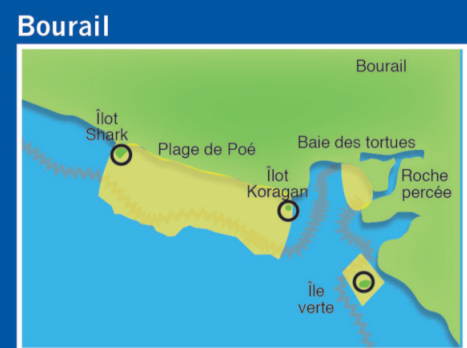 Bourail
Bourail
Îlot
Shark
Plage de Poé
Baie des tortues
Îlot
Koragan
Roche
percée
Île
verte